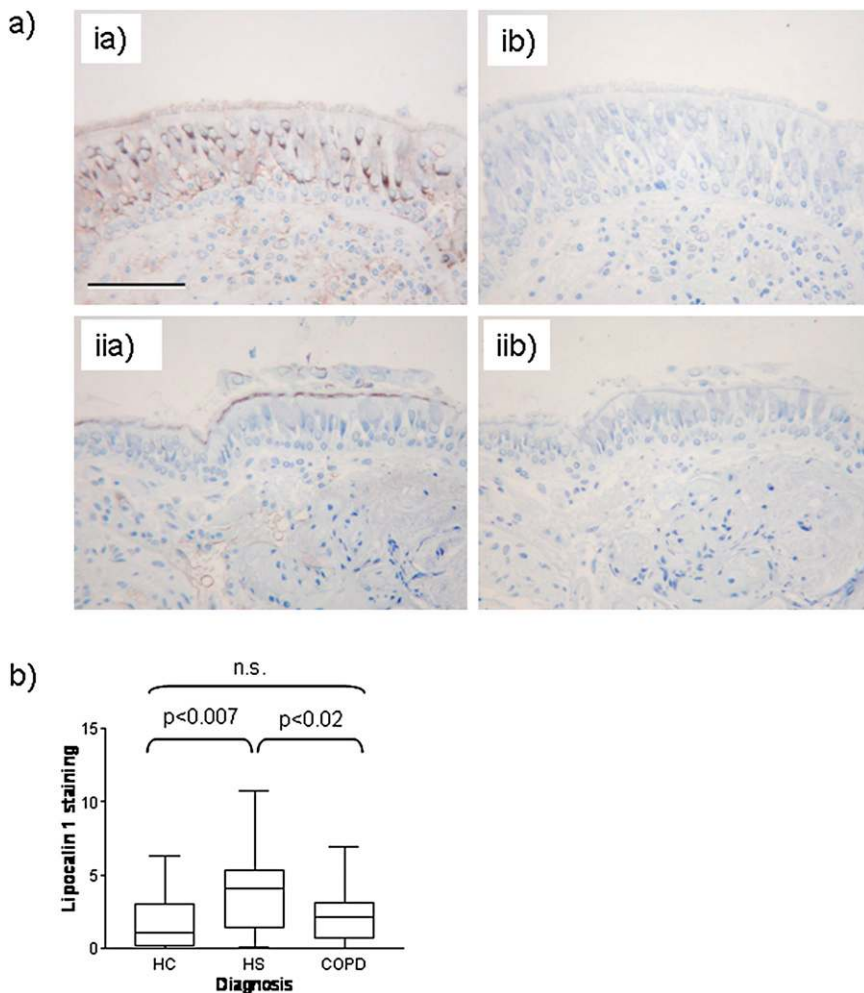 a)
ia)
ib)
iia)
iib)
b)
n.s.
p<0.007
p<0.02
15
10
5
0
Lipocalin 1 staining
HC
HS
COPD
Diagnosis